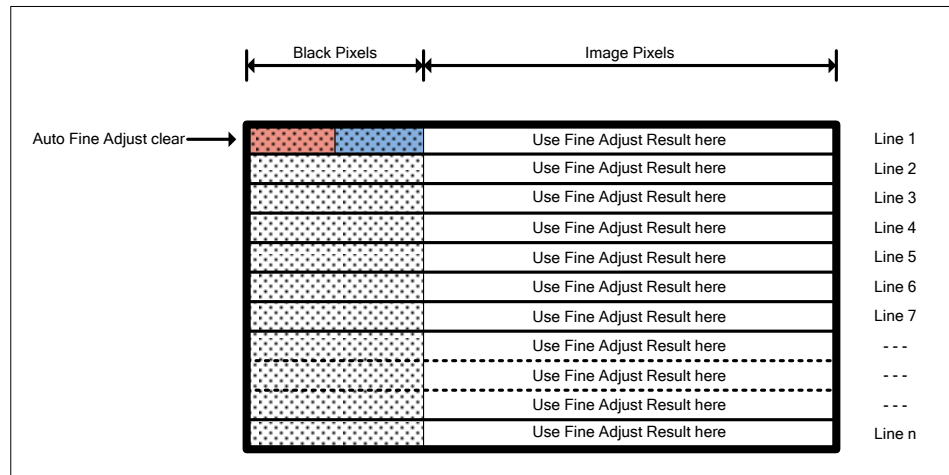 Black Pixels Image Pixels
Auto Fine Adjust clear Use Fine Adjust Result here Line 1
Use Fine Adjust Result here Line 2
Use Fine Adjust Result here Line 3
Use Fine Adjust Result here Line 4
Use Fine Adjust Result here Line 5
Use Fine Adjust Result here Line 6
Use Fine Adjust Result here Line 7
Use Fine Adjust Result here - - -
Use Fine Adjust Result here - - -
Use Fine Adjust Result here - - -
Use Fine Adjust Result here Line n